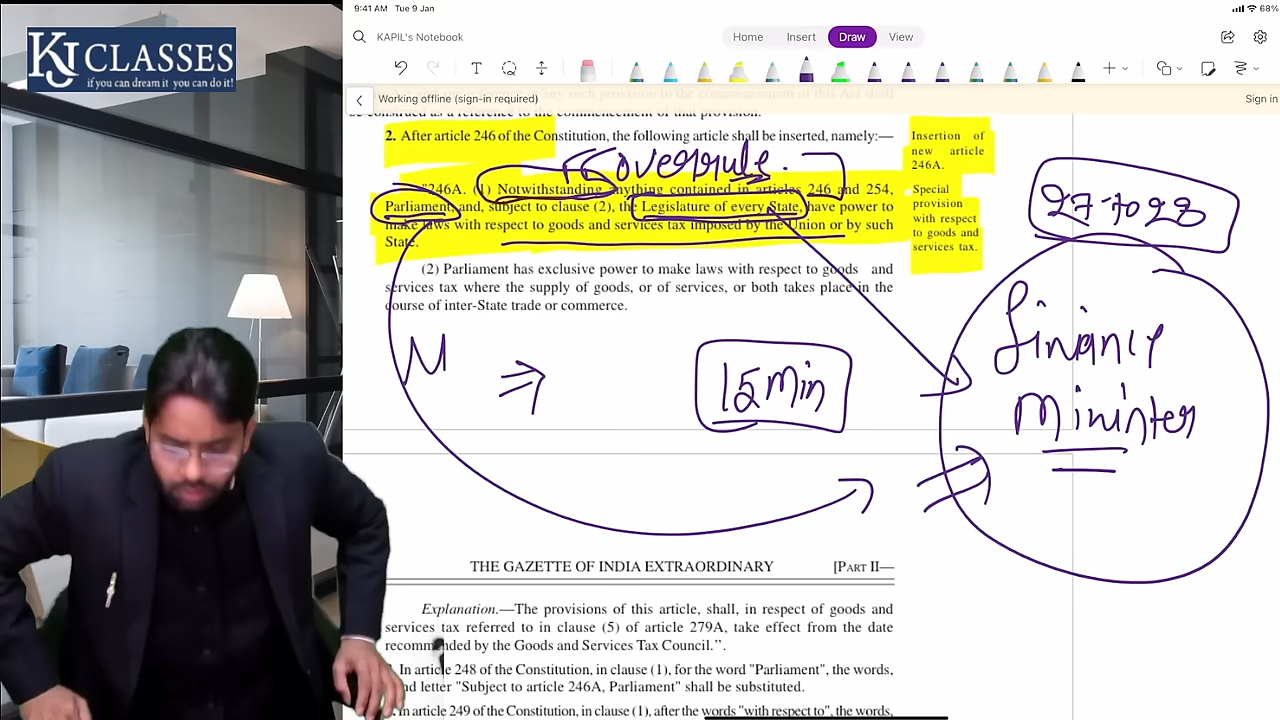 KJ CLASSES
if you can dream it you can do it!
9:41 AM Tue 9 Jan
68%
KAPIL's Notebook
Home Insert Draw View
Working offline (sign-in required)
Sign in
2. After article 246 of the Constitution, the following article shall be inserted, namely:—
Insertion of
new article
246A.
overrule.
"246A. (1) Notwithstanding anything contained in articles 246 and 254,
Parliament, and, subject to clause (2), the Legislature of every State, have power to
make laws with respect to goods and services tax imposed by the Union or by such
State.
Special
provision
with respect
to goods and
services tax.
27 to 28
(2) Parliament has exclusive power to make laws with respect to goods and
services tax where the supply of goods, or of services, or both takes place in the
course of inter-State trade or commerce.
M
15 min
finance
mininter
THE GAZETTE OF INDIA EXTRAORDINARY [PART II—
Explanation.—The provisions of this article, shall, in respect of goods and
services tax referred to in clause (5) of article 279A, take effect from the date
recommended by the Goods and Services Tax Council.".
In article 248 of the Constitution, in clause (1), for the word "Parliament", the words,
letter "Subject to article 246A, Parliament" shall be substituted.
In article 249 of the Constitution, in clause (1), after the words "with respect to", the words,